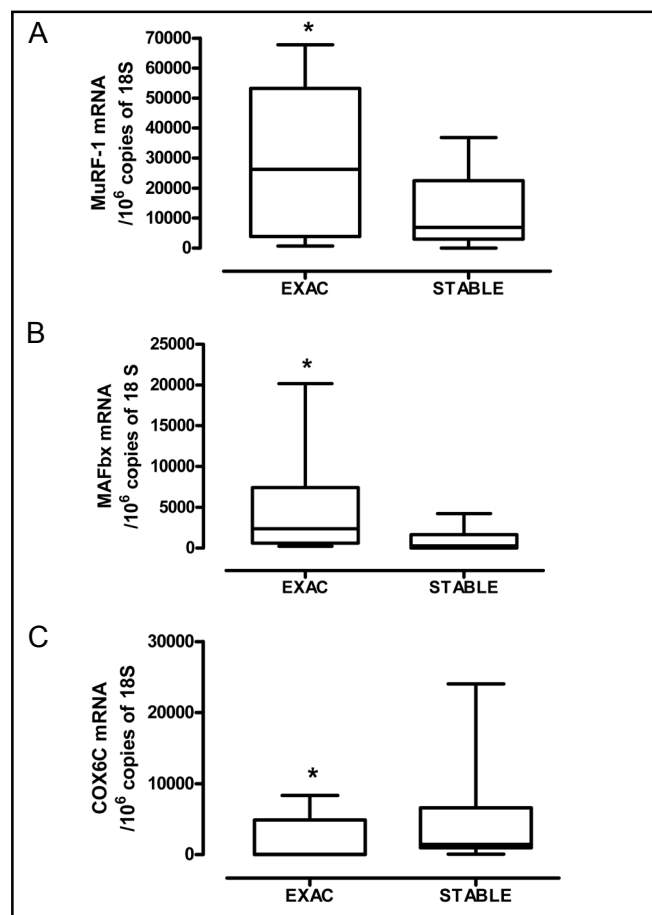 A
*
MuRF-1 mRNA
/10⁶ copies of 18S
70000
60000
50000
40000
30000
20000
10000
0
EXAC STABLE
B
*
MAFbx mRNA
/10⁶ copies of 18 S
25000
20000
15000
10000
5000
0
EXAC STABLE
C
*
COX6C mRNA
/10⁶ copies of 18S
30000
20000
10000
0
EXAC STABLE